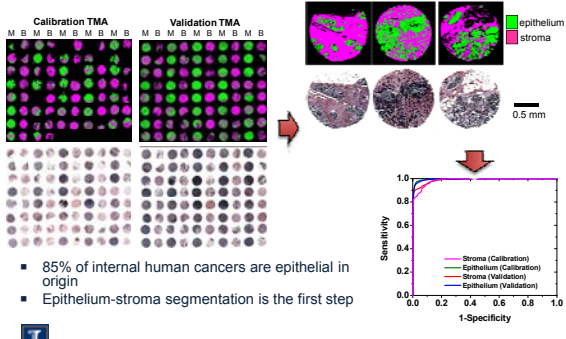 Calibration TMA
Validation TMA
M B M B M B M B M B
M B M B M B M B M B
epithelium
stroma
0.5 mm
1.0
0.8
0.6
0.4
0.2
0.0
Sensitivity
Stroma (Calibration)
Epithelium (Calibration)
Stroma (Validation)
Epithelium (Validation)
0.0 0.2 0.4 0.6 0.8 1.0
1-Specificity
▪ 85% of internal human cancers are epithelial in
origin
▪ Epithelium-stroma segmentation is the first step
I